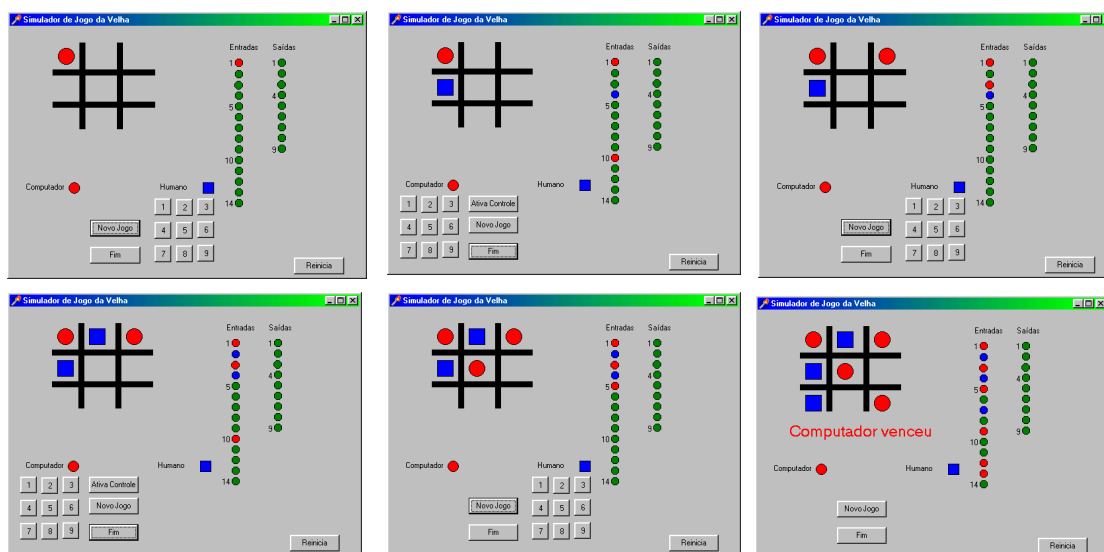 Simulador de Jogo da Velha
Entradas Saídas
1 1
4
5
9
10
14
Computador Humano
1 2 3
Novo Jogo 4 5 6
Fim 7 8 9
Reinicia
Simulador de Jogo da Velha
Entradas Saídas
1 1
4
5
9
10
14
Computador Humano
1 2 3 Ativa Controle
4 5 6 Novo Jogo
7 8 9 Fim
Reinicia
Simulador de Jogo da Velha
Entradas Saídas
1 1
4
5
9
10
14
Computador Humano
1 2 3
Novo Jogo 4 5 6
Fim 7 8 9
Reinicia
Simulador de Jogo da Velha
Entradas Saídas
1 1
4
5
9
10
14
Computador Humano
1 2 3 Ativa Controle
4 5 6 Novo Jogo
7 8 9 Fim
Reinicia
Simulador de Jogo da Velha
Entradas Saídas
1 1
4
5
9
10
14
Computador Humano
1 2 3
Novo Jogo 4 5 6
Fim 7 8 9
Reinicia
Simulador de Jogo da Velha
Entradas Saídas
1 1
4
5
9
Computador venceu
10
14
Computador Humano
Novo Jogo
Fim
Reinicia